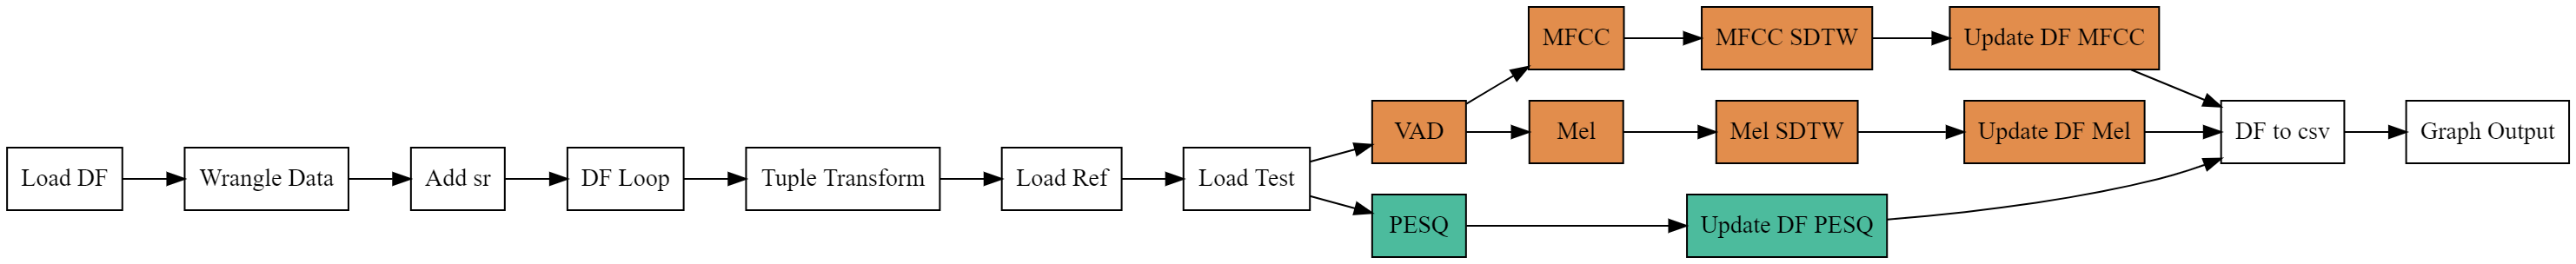 Load DF
Wrangle Data
Add sr
DF Loop
Tuple Transform
Load Ref
Load Test
VAD
MFCC
MFCC SDTW
Update DF MFCC
Mel
Mel SDTW
Update DF Mel
PESQ
Update DF PESQ
DF to csv
Graph Output